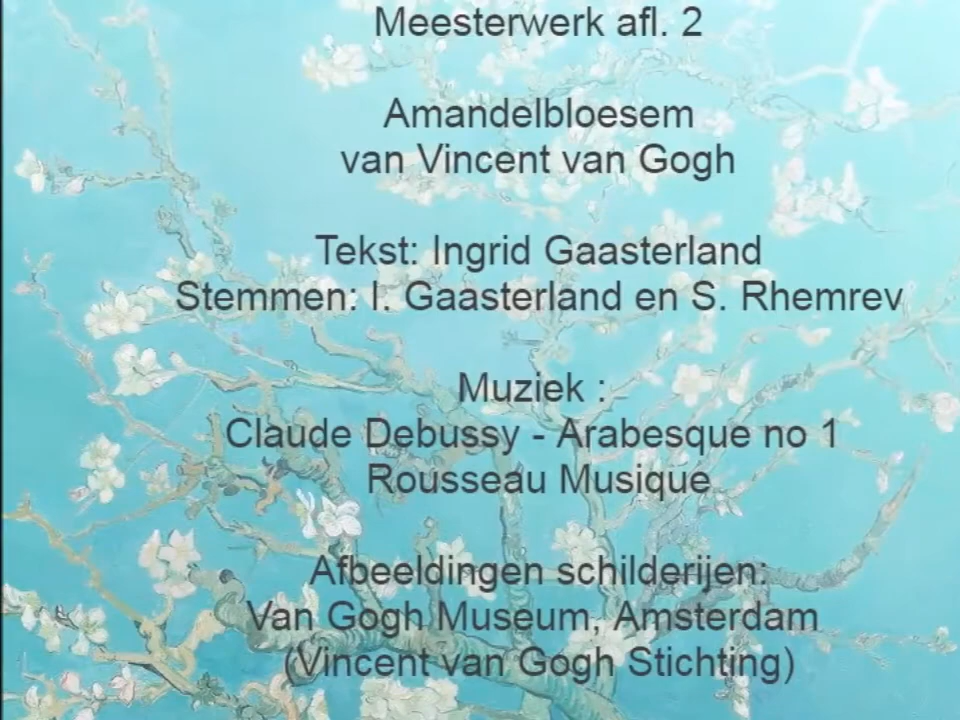 Meesterwerk afl. 2
Amandelbloesem
van Vincent van Gogh
Tekst: Ingrid Gaasterland
Stemmen: I. Gaasterland en S. Rhemrev
Muziek :
Claude Debussy - Arabesque no 1
Rousseau Musique
Afbeeldingen schilderijen:
Van Gogh Museum, Amsterdam
(Vincent van Gogh Stichting)